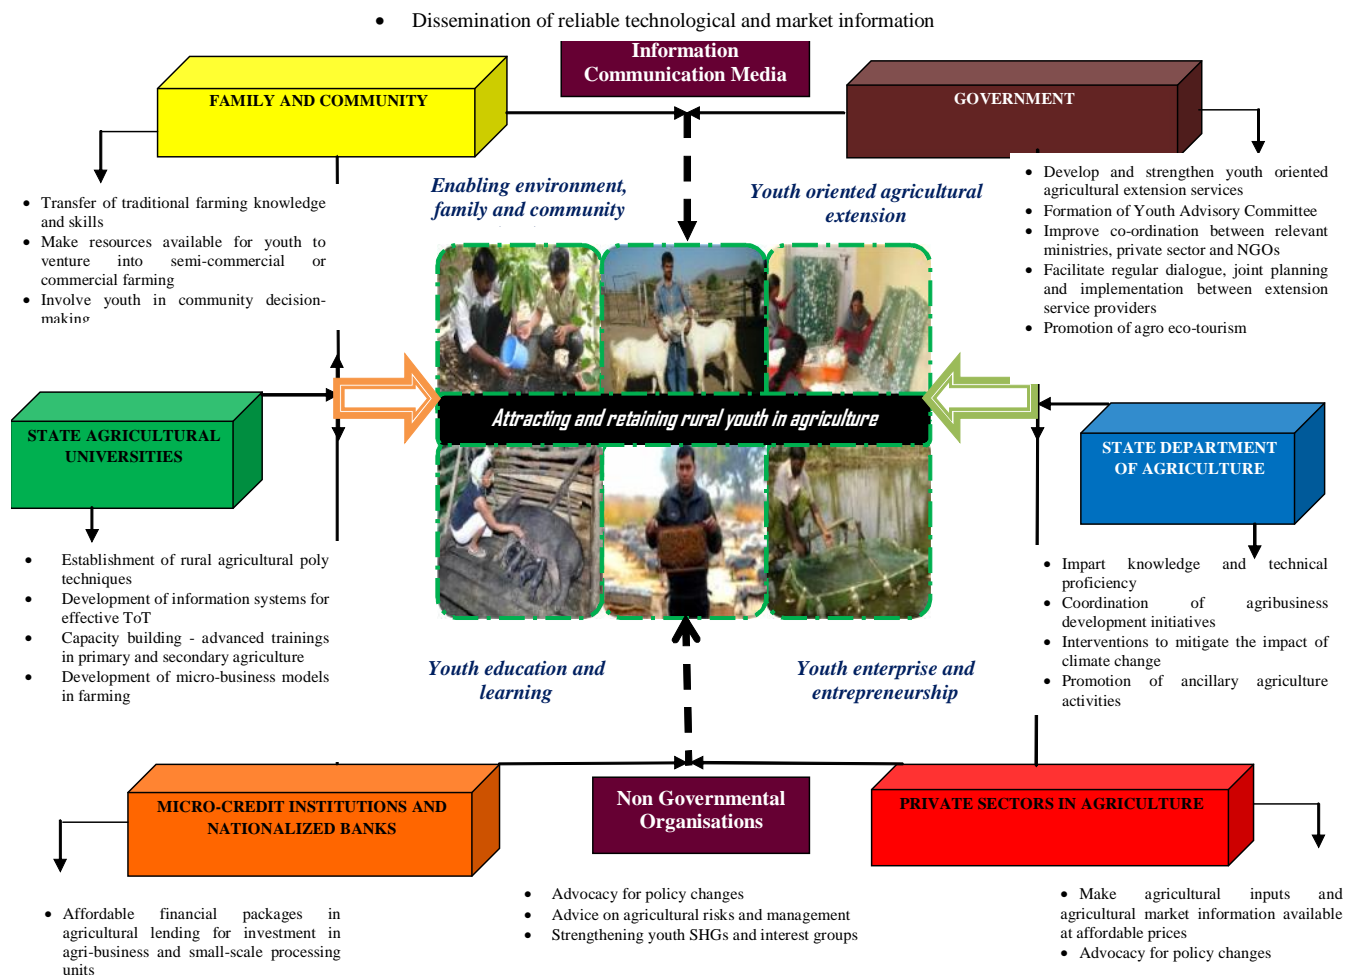 • Dissemination of reliable technological and market information
Information
Communication Media
FAMILY AND COMMUNITY
GOVERNMENT
• Transfer of traditional farming knowledge
and skills
• Make resources available for youth to
venture into semi-commercial or
commercial farming
• Involve youth in community decision-
making
Enabling environment,
family and community
Youth oriented agricultural
extension
• Develop and strengthen youth oriented
agricultural extension services
• Formation of Youth Advisory Committee
• Improve co-ordination between relevant
ministries, private sector and NGOs
• Facilitate regular dialogue, joint planning
and implementation between extension
service providers
• Promotion of agro eco-tourism
Attracting and retaining rural youth in agriculture
STATE AGRICULTURAL
UNIVERSITIES
STATE DEPARTMENT
OF AGRICULTURE
• Establishment of rural agricultural poly
techniques
• Development of information systems for
effective ToT
• Capacity building - advanced trainings
in primary and secondary agriculture
• Development of micro-business models
in farming
• Impart knowledge and technical
proficiency
• Coordination of agribusiness
development initiatives
• Interventions to mitigate the impact of
climate change
• Promotion of ancillary agriculture
activities
Youth education and
learning
Youth enterprise and
entrepreneurship
MICRO-CREDIT INSTITUTIONS AND
NATIONALIZED BANKS
Non Governmental
Organisations
PRIVATE SECTORS IN AGRICULTURE
• Affordable financial packages in
agricultural lending for investment in
agri-business and small-scale processing
units
• Advocacy for policy changes
• Advice on agricultural risks and management
• Strengthening youth SHGs and interest groups
• Make agricultural inputs and
agricultural market information available
at affordable prices
• Advocacy for policy changes